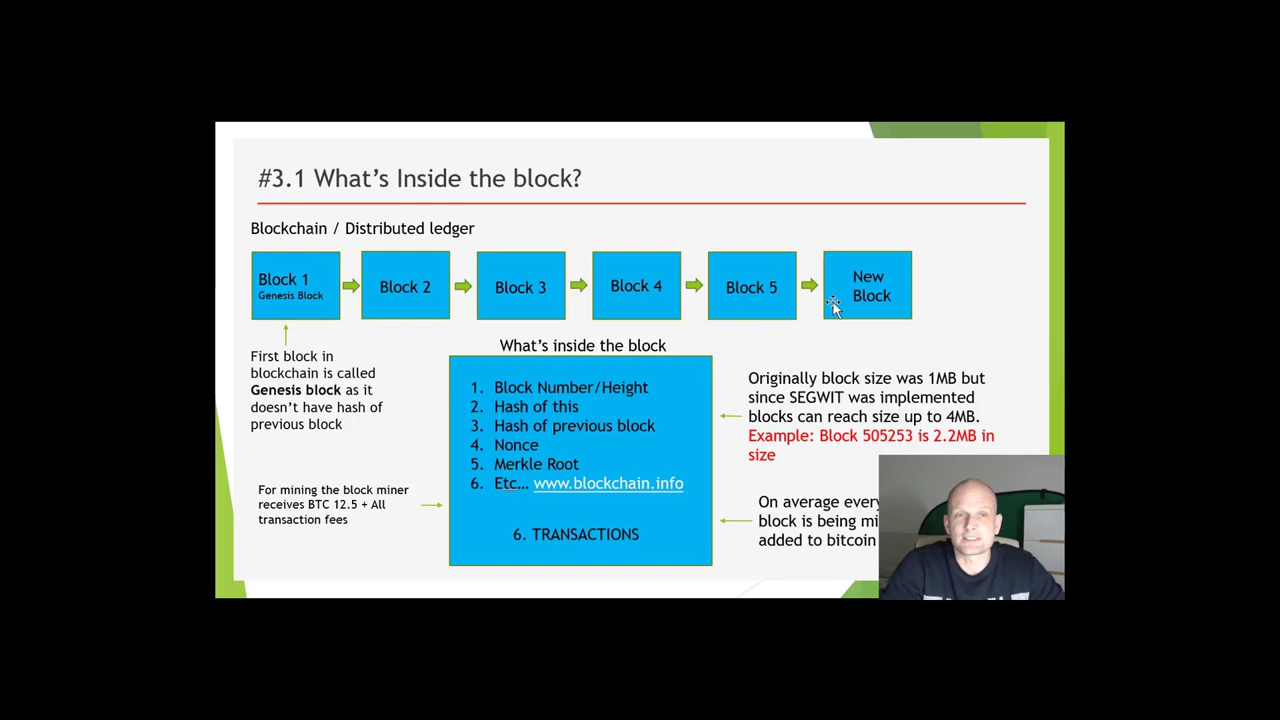 #3.1 What's Inside the block?
Blockchain / Distributed ledger
Block 1
Genesis Block
Block 2
Block 3
Block 4
Block 5
New
Block
First block in
blockchain is called
Genesis block as it
doesn't have hash of
previous block
For mining the block miner
receives BTC 12.5 + All
transaction fees
What's inside the block
1. Block Number/Height
2. Hash of this
3. Hash of previous block
4. Nonce
5. Merkle Root
6. Etc… www.blockchain.info
6. TRANSACTIONS
Originally block size was 1MB but
since SEGWIT was implemented
blocks can reach size up to 4MB.
Example: Block 505253 is 2.2MB in
size
On average every
block is being mi
added to bitcoin